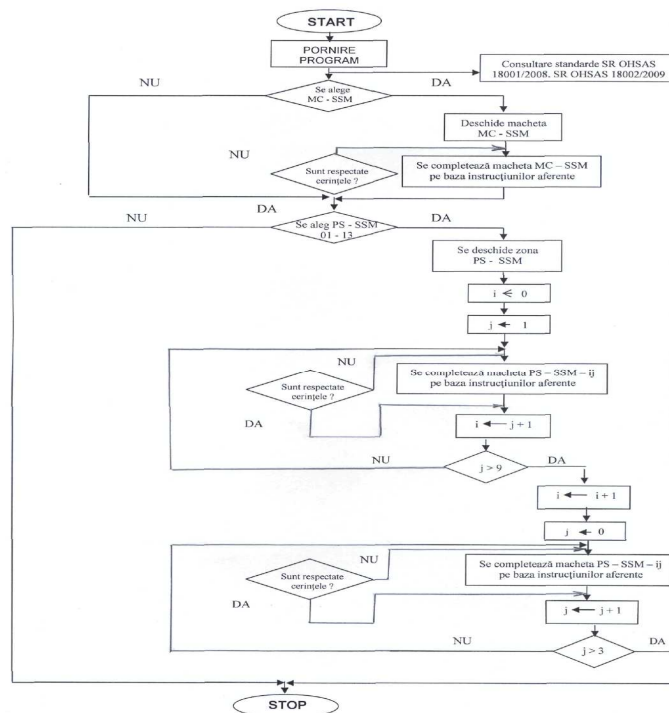 START
PORNIRE
PROGRAM
Consultare standarde SR OHSAS
18001/2008. SR OHSAS 18002/2009
NU
Se alege
MC - SSM
DA
Deschide macheta
MC - SSM
NU
Sunt respectate
cerințele ?
Se completează macheta MC – SSM
pe baza instrucțiunilor aferente
DA
NU
Se aleg PS - SSM
01 - 13
DA
Se deschide zona
PS - SSM
i ← 0
j ← 1
NU
Sunt respectate
cerințele ?
Se completează macheta PS – SSM – ij
pe baza instrucțiunilor aferente
DA
i ← j + 1
NU
j > 9
DA
i ← i + 1
j ← 0
NU
Sunt respectate
cerințele ?
Se completează macheta PS – SSM – ij
pe baza instrucțiunilor aferente
DA
j ← j + 1
NU
j > 3
DA
STOP